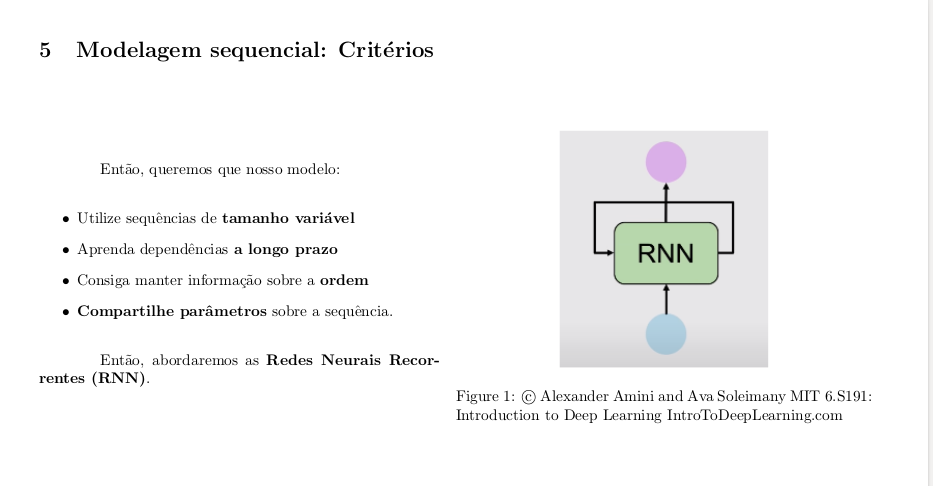 5 Modelagem sequencial: Critérios
Então, queremos que nosso modelo:
• Utilize sequências de tamanho variável
• Aprenda dependências a longo prazo
• Consiga manter informação sobre a ordem
• Compartilhe parâmetros sobre a sequência.
Então, abordaremos as Redes Neurais Recor-
rentes (RNN).
RNN
Figure 1: © Alexander Amini and Ava Soleimany MIT 6.S191:
Introduction to Deep Learning IntroToDeepLearning.com